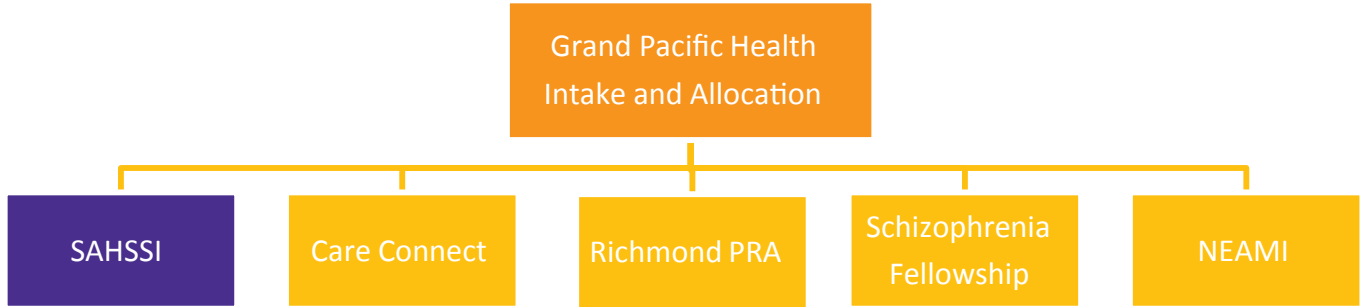 Grand Pacific Health
Intake and Allocation
SAHSSI
Care Connect
Richmond PRA
Schizophrenia
Fellowship
NEAMI